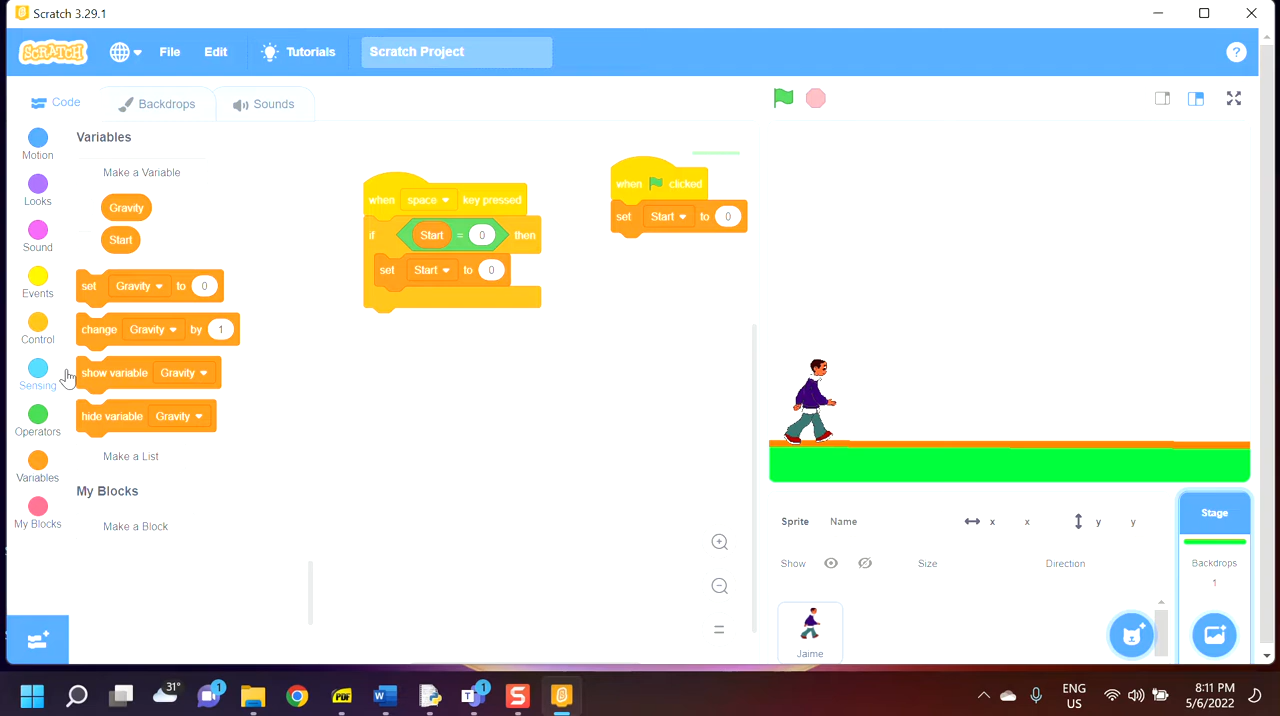 Scratch 3.29.1
SCRATCH
File
Edit
Tutorials
Scratch Project
?
Code
Backdrops
Sounds
Motion
Looks
Sound
Events
Control
Sensing
Operators
Variables
My Blocks
Variables
Make a Variable
Gravity
Start
set Gravity to 0
change Gravity by 1
show variable Gravity
hide variable Gravity
Make a List
My Blocks
Make a Block
when space key pressed
if Start = 0 then
set Start to 0
when clicked
set Start to 0
Sprite Name x x y y
Show Size Direction
Jaime
Stage
Backdrops
1
31°
1
PDF
W
T
1
S
ENG
US
8:11 PM
5/6/2022